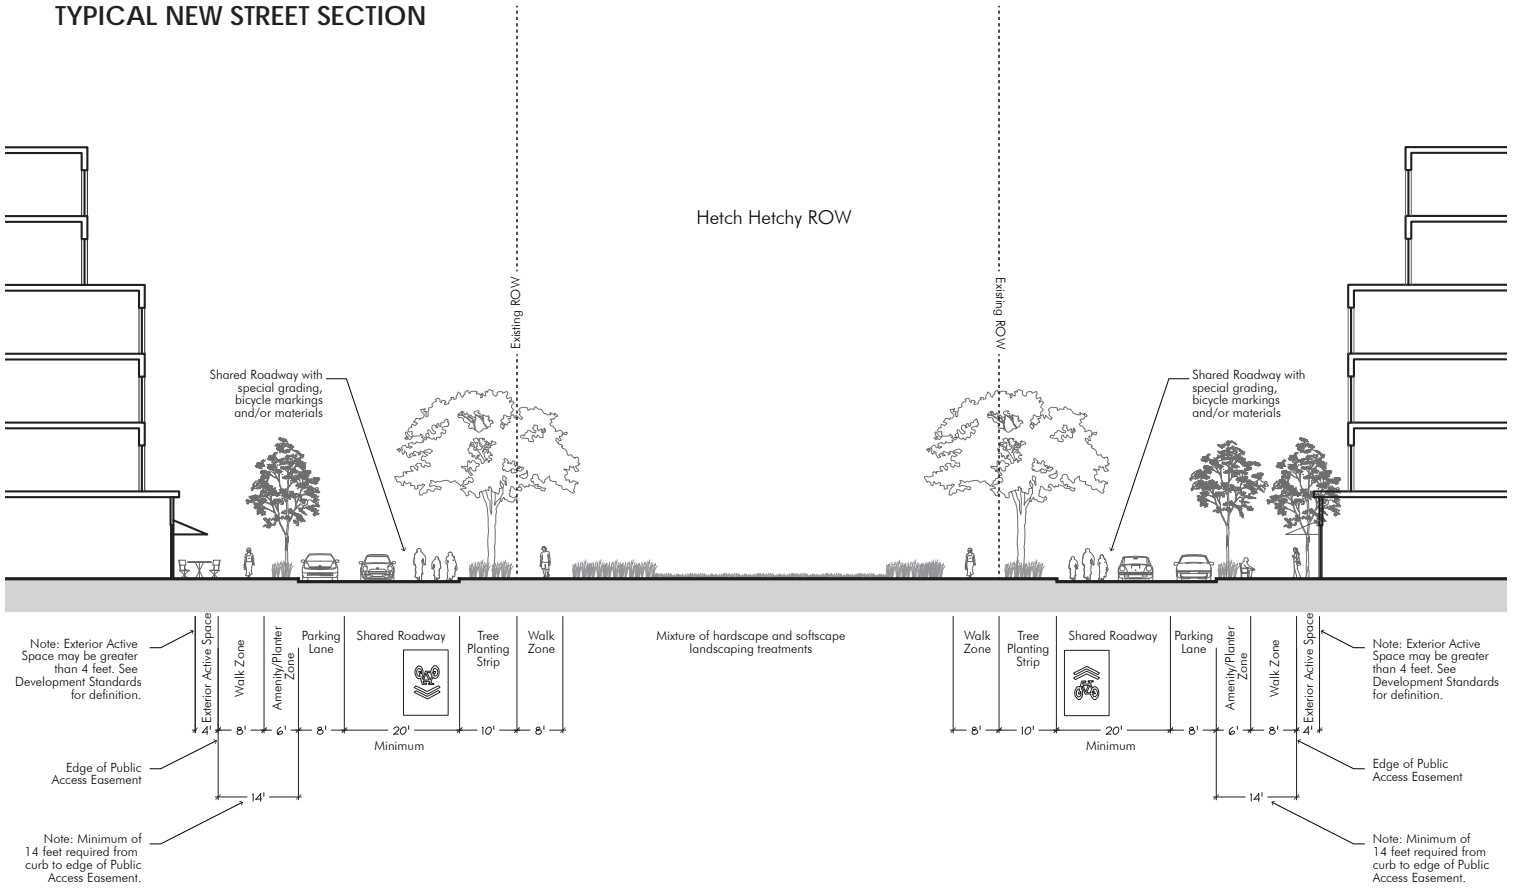 TYPICAL NEW STREET SECTION
Hetch Hetchy ROW
Existing ROW
Existing ROW
Shared Roadway with
special grading,
bicycle markings
and/or materials
Shared Roadway with
special grading,
bicycle markings
and/or materials
Note: Exterior Active
Space may be greater
than 4 feet. See
Development Standards
for definition.
Exterior Active Space
Walk Zone
Amenity/Planter
Zone
Parking
Lane
Shared Roadway
Tree
Planting
Strip
Walk
Zone
Mixture of hardscape and softscape
landscaping treatments
Walk
Zone
Tree
Planting
Strip
Shared Roadway
Parking
Lane
Amenity/Planter
Zone
Walk Zone
Exterior Active Space
Note: Exterior Active
Space may be greater
than 4 feet. See
Development Standards
for definition.
4' 8' 6' 8' 20' 10' 8' 8' 10' 20' 8' 6' 8' 4'
Minimum
Minimum
Edge of Public
Access Easement
Edge of Public
Access Easement
14'
14'
Note: Minimum of
14 feet required from
curb to edge of Public
Access Easement.
Note: Minimum of
14 feet required from
curb to edge of Public
Access Easement.